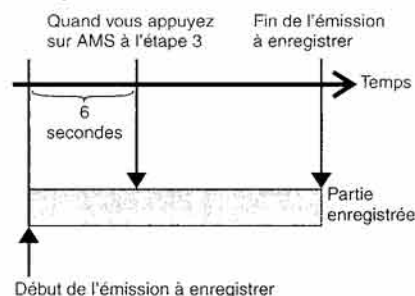 Quand vous appuyez
sur AMS à l'étape 3
Fin de l'émission
à enregistrer
Temps
6
secondes
Partie
enregistrée
Début de l'émission à enregistrer